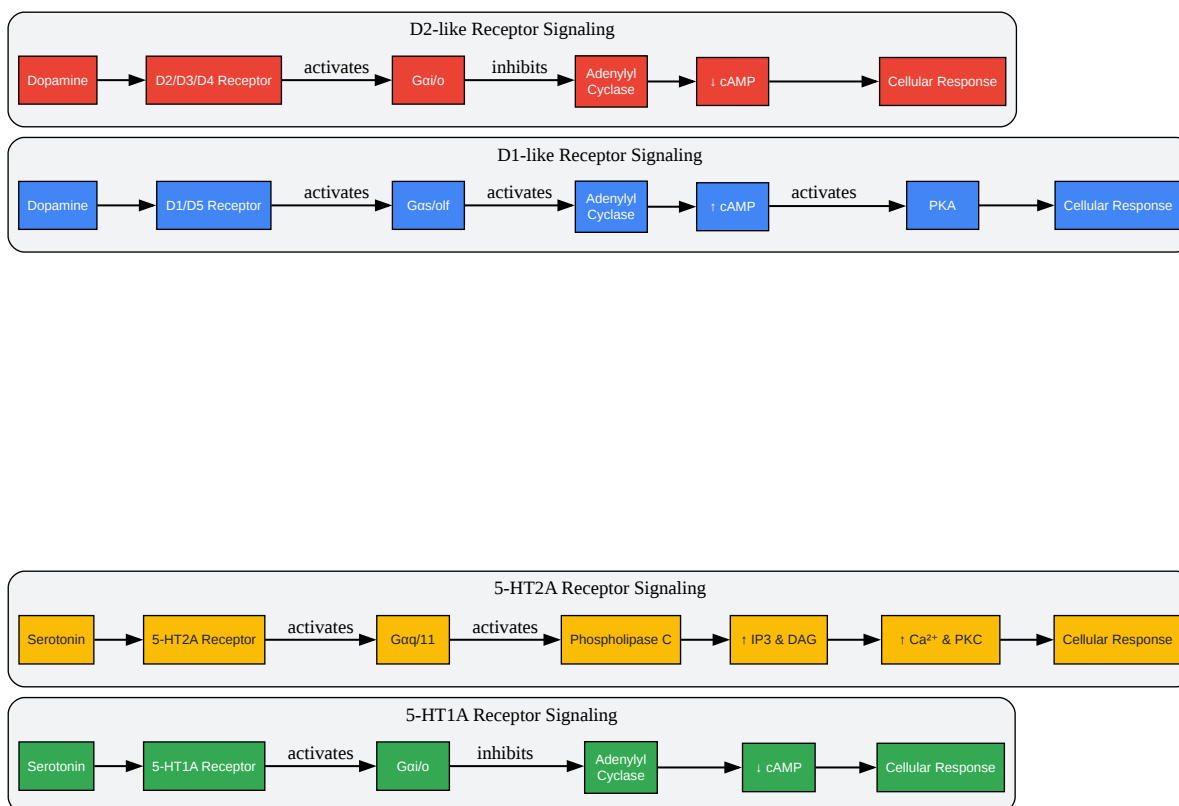 D2-like Receptor Signaling
activates
inhibits
Dopamine
D2/D3/D4 Receptor
Gαi/o
Adenylyl
Cyclase
↓ cAMP
Cellular Response
D1-like Receptor Signaling
activates
activates
activates
Dopamine
D1/D5 Receptor
Gαs/olf
Adenylyl
Cyclase
↑ cAMP
PKA
Cellular Response
5-HT2A Receptor Signaling
activates
activates
Serotonin
5-HT2A Receptor
Gαq/11
Phospholipase C
↑ IP3 & DAG
↑ Ca²⁺ & PKC
Cellular Response
5-HT1A Receptor Signaling
activates
inhibits
Serotonin
5-HT1A Receptor
Gαi/o
Adenylyl
Cyclase
↓ cAMP
Cellular Response